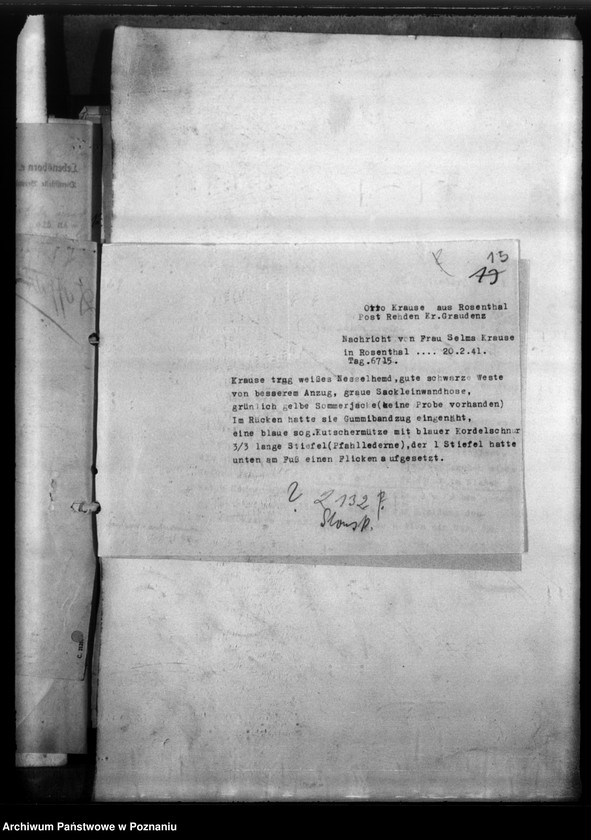 15
19
Otto Krause aus Rosenthal
Post Rehden Kr.Graudenz
Nachricht von Frau Selma Krause
in Rosenthal .... 20.2.41.
Tag.6715.
Krause trug weißes Nesselhemd,gute schwarze Weste
von besserem Anzug, graue Sackleinwandhose,
grünlich gelbe Sommerjacke(keine Probe vorhanden)
Im Rücken hatte sie Gummibandzug eingenäht,
eine blaue sog.Kutschermütze mit blauer Kordelschnur
3/3 lange Stiefel(Pfahllederne),der 1 Stiefel hatte
unten am Fuß einen Flicken aufgesetzt.
? 2132 ?
Archiwum Państwowe w Poznaniu